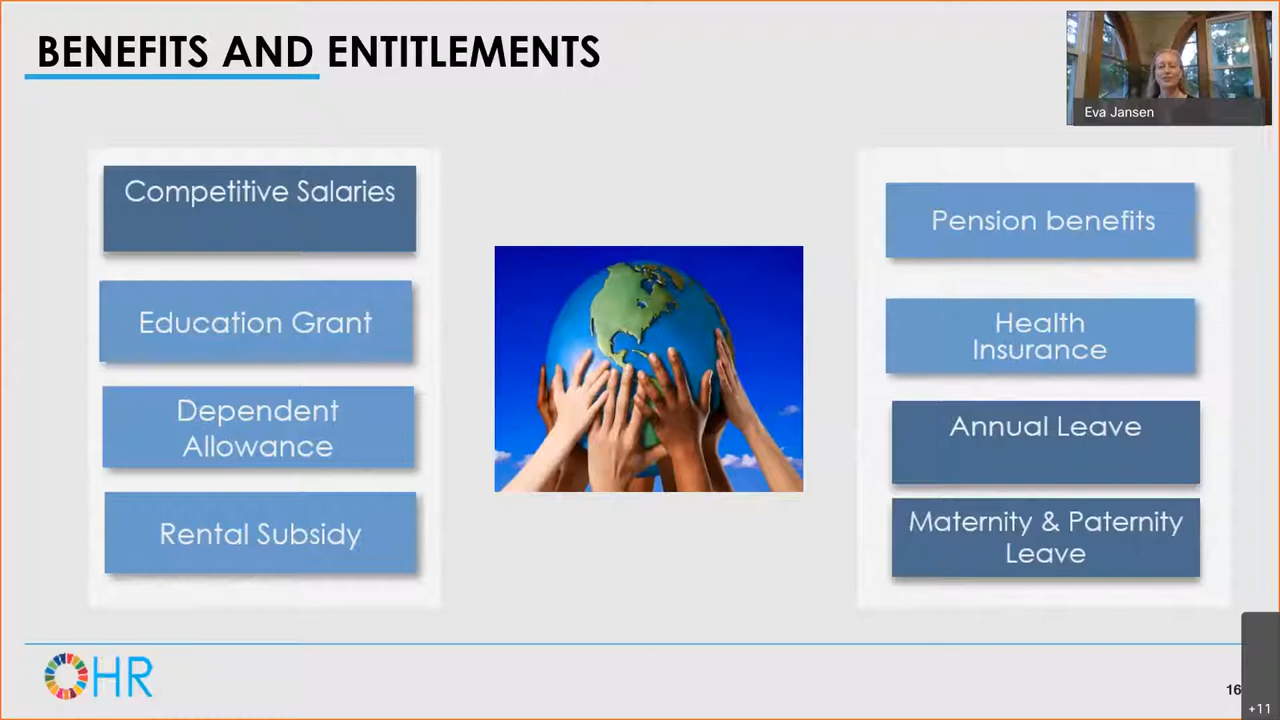 BENEFITS AND ENTITLEMENTS
Eva Jansen
Competitive Salaries
Education Grant
Dependent
Allowance
Rental Subsidy
Pension benefits
Health
Insurance
Annual Leave
Maternity & Paternity
Leave
OHR
16
+11